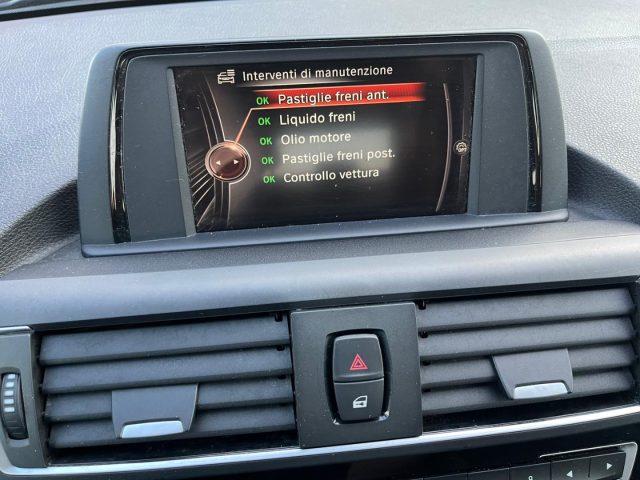 Interventi di manutenzione
OK Pastiglie freni ant.
OK Liquido freni
OK Olio motore
OK Pastiglie freni post.
OK Controllo vettura